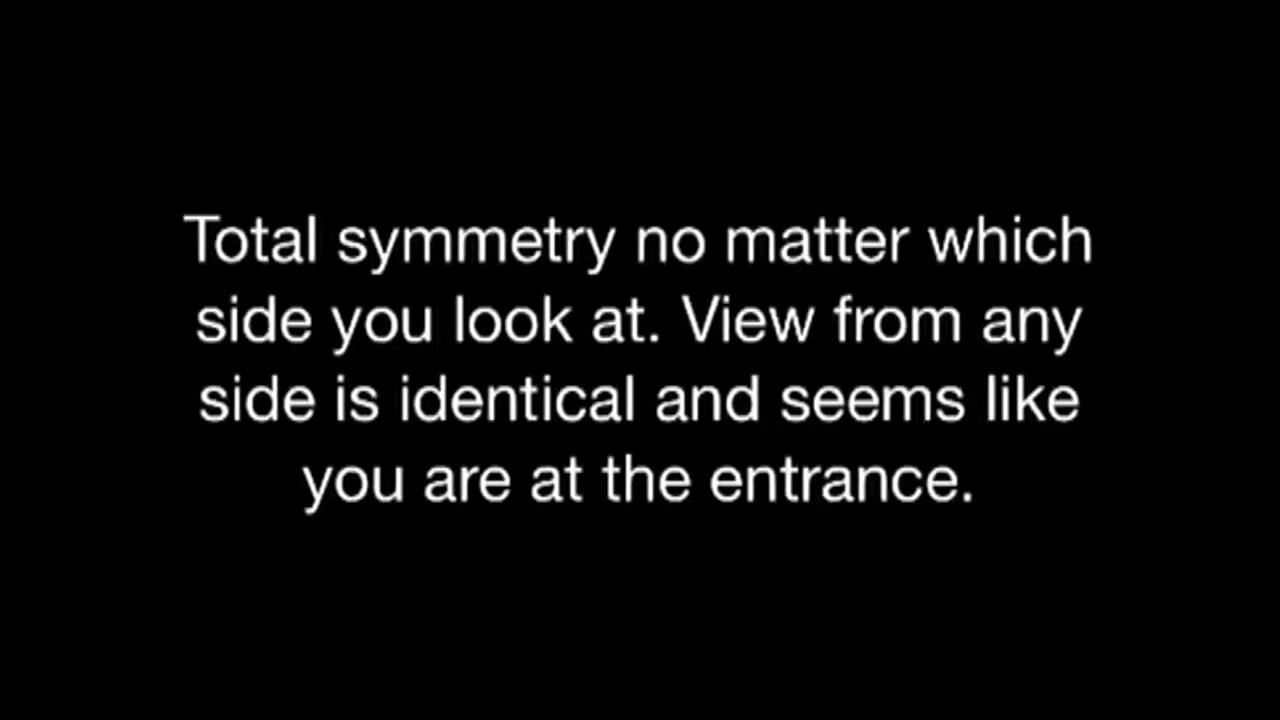 Total symmetry no matter which
side you look at. View from any
side is identical and seems like
you are at the entrance.